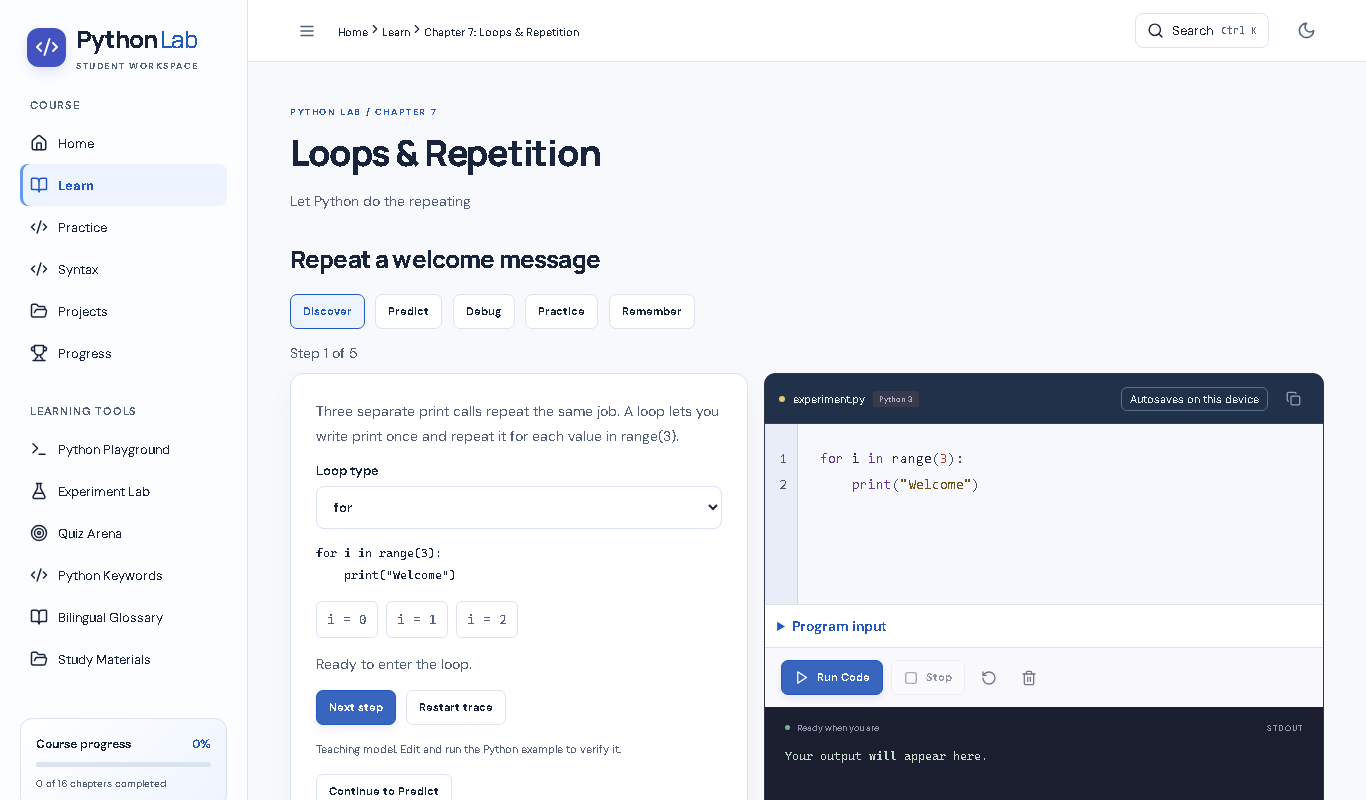 Python Lab
STUDENT WORKSPACE
COURSE
Home
Learn
Practice
Syntax
Projects
Progress
LEARNING TOOLS
Python Playground
Experiment Lab
Quiz Arena
Python Keywords
Bilingual Glossary
Study Materials
Course progress 0%
0 of 16 chapters completed
Home > Learn > Chapter 7: Loops & Repetition
Search Ctrl K
PYTHON LAB / CHAPTER 7
Loops & Repetition
Let Python do the repeating
Repeat a welcome message
Discover Predict Debug Practice Remember
Step 1 of 5
Three separate print calls repeat the same job. A loop lets you
write print once and repeat it for each value in range(3).
Loop type
for
for i in range(3):
    print("Welcome")
i = 0 i = 1 i = 2
Ready to enter the loop.
Next step Restart trace
Teaching model. Edit and run the Python example to verify it.
Continue to Predict
experiment.py Python 3 Autosaves on this device
1 for i in range(3):
2     print("Welcome")
Program input
Run Code Stop
Ready when you are STDOUT
Your output will appear here.